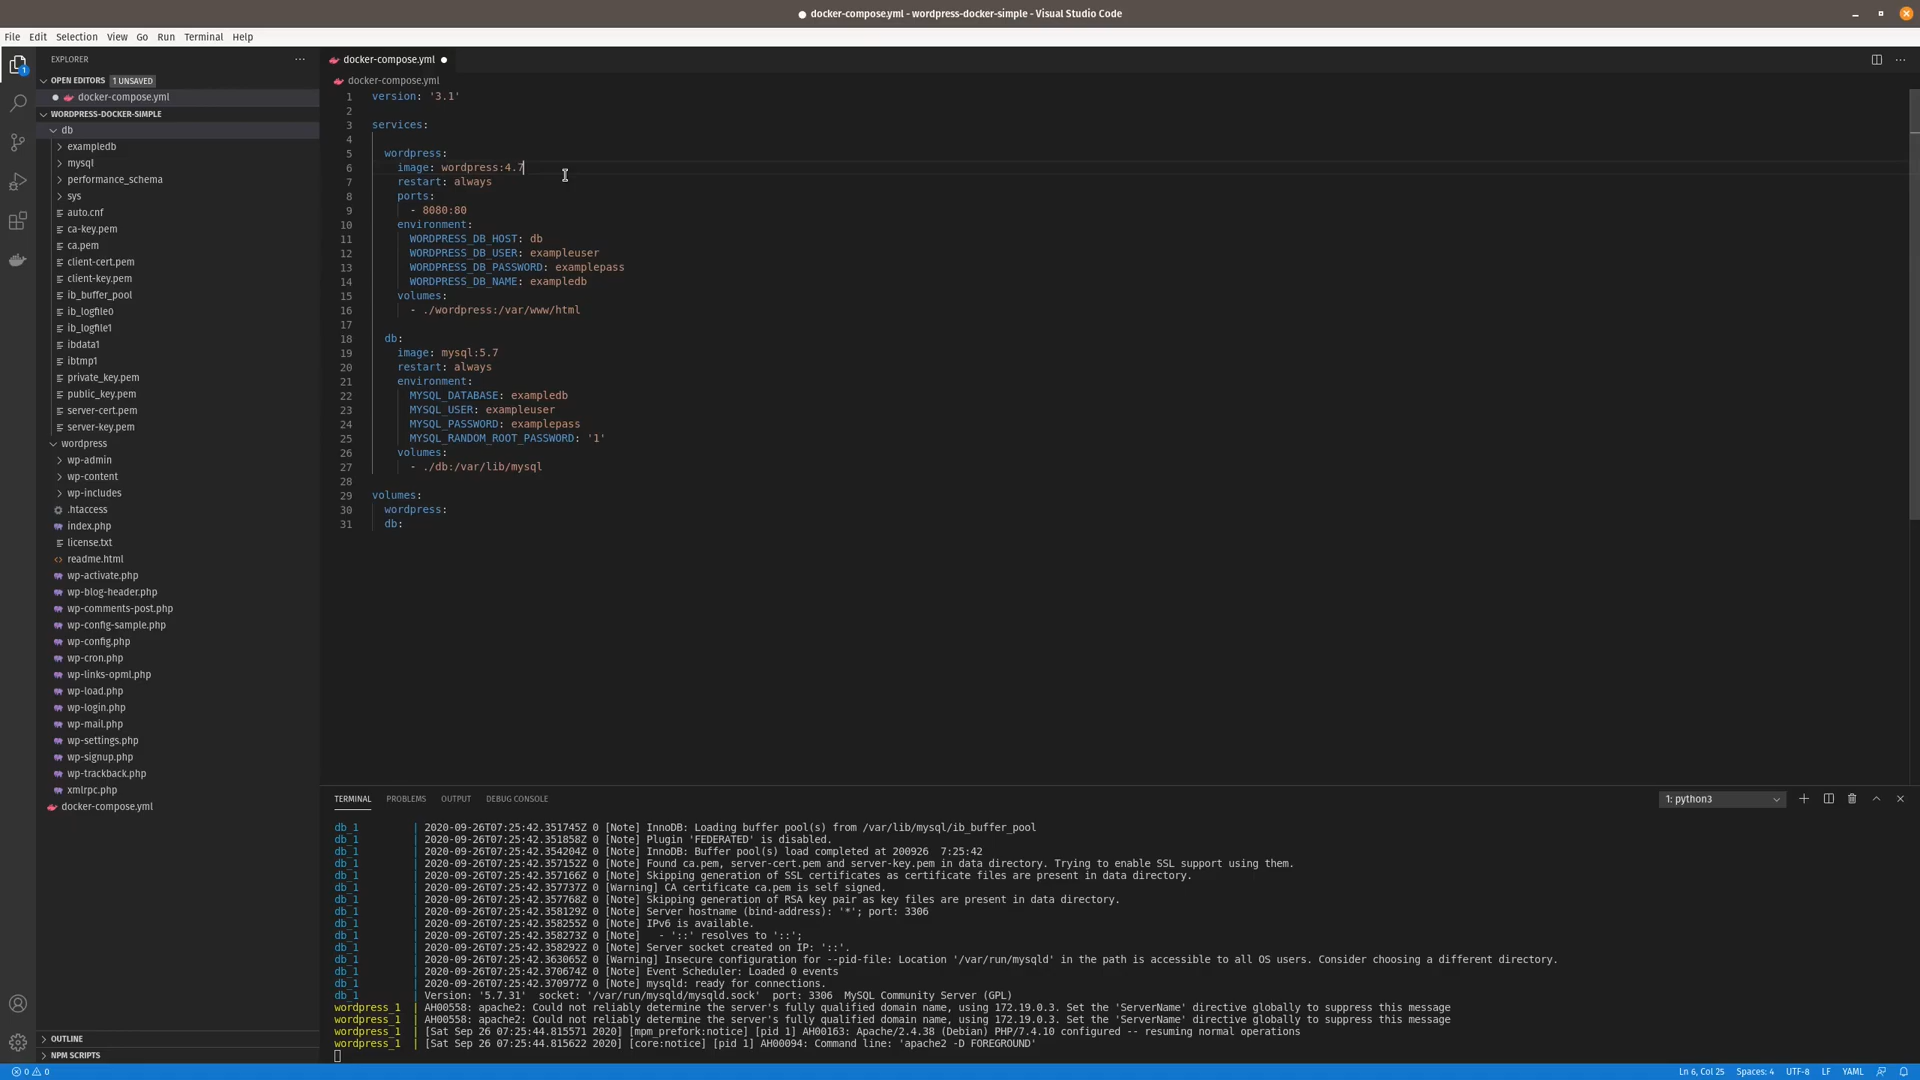 docker-compose.yml - wordpress-docker-simple - Visual Studio Code
File Edit Selection View Go Run Terminal Help
1
EXPLORER
OPEN EDITORS 1 UNSAVED
docker-compose.yml
WORDPRESS-DOCKER-SIMPLE
db
exampledb
mysql
performance_schema
sys
auto.cnf
ca-key.pem
ca.pem
client-cert.pem
client-key.pem
ib_buffer_pool
ib_logfile0
ib_logfile1
ibdata1
ibtmp1
private_key.pem
public_key.pem
server-cert.pem
server-key.pem
wordpress
wp-admin
wp-content
wp-includes
.htaccess
index.php
license.txt
readme.html
wp-activate.php
wp-blog-header.php
wp-comments-post.php
wp-config-sample.php
wp-config.php
wp-cron.php
wp-links-opml.php
wp-load.php
wp-login.php
wp-mail.php
wp-settings.php
wp-signup.php
wp-trackback.php
xmlrpc.php
docker-compose.yml
OUTLINE
NPM SCRIPTS
docker-compose.yml
docker-compose.yml
1 version: '3.1'
2
3 services:
4
5 wordpress:
6 image: wordpress:4.7
7 restart: always
8 ports:
9 - 8080:80
10 environment:
11 WORDPRESS_DB_HOST: db
12 WORDPRESS_DB_USER: exampleuser
13 WORDPRESS_DB_PASSWORD: examplepass
14 WORDPRESS_DB_NAME: exampledb
15 volumes:
16 - ./wordpress:/var/www/html
17
18 db:
19 image: mysql:5.7
20 restart: always
21 environment:
22 MYSQL_DATABASE: exampledb
23 MYSQL_USER: exampleuser
24 MYSQL_PASSWORD: examplepass
25 MYSQL_RANDOM_ROOT_PASSWORD: '1'
26 volumes:
27 - ./db:/var/lib/mysql
28
29 volumes:
30 wordpress:
31 db:
TERMINAL PROBLEMS OUTPUT DEBUG CONSOLE 1: python3
db_1 | 2020-09-26T07:25:42.351745Z 0 [Note] InnoDB: Loading buffer pool(s) from /var/lib/mysql/ib_buffer_pool
db_1 | 2020-09-26T07:25:42.351858Z 0 [Note] Plugin 'FEDERATED' is disabled.
db_1 | 2020-09-26T07:25:42.354204Z 0 [Note] InnoDB: Buffer pool(s) load completed at 200926 7:25:42
db_1 | 2020-09-26T07:25:42.357152Z 0 [Note] Found ca.pem, server-cert.pem and server-key.pem in data directory. Trying to enable SSL support using them.
db_1 | 2020-09-26T07:25:42.357166Z 0 [Note] Skipping generation of SSL certificates as certificate files are present in data directory.
db_1 | 2020-09-26T07:25:42.357737Z 0 [Warning] CA certificate ca.pem is self signed.
db_1 | 2020-09-26T07:25:42.357768Z 0 [Note] Skipping generation of RSA key pair as key files are present in data directory.
db_1 | 2020-09-26T07:25:42.358129Z 0 [Note] Server hostname (bind-address): '*'; port: 3306
db_1 | 2020-09-26T07:25:42.358255Z 0 [Note] IPv6 is available.
db_1 | 2020-09-26T07:25:42.358273Z 0 [Note] - '::' resolves to '::';
db_1 | 2020-09-26T07:25:42.358292Z 0 [Note] Server socket created on IP: '::'.
db_1 | 2020-09-26T07:25:42.363065Z 0 [Warning] Insecure configuration for --pid-file: Location '/var/run/mysqld' in the path is accessible to all OS users. Consider choosing a different directory.
db_1 | 2020-09-26T07:25:42.370674Z 0 [Note] Event Scheduler: Loaded 0 events
db_1 | 2020-09-26T07:25:42.370977Z 0 [Note] mysqld: ready for connections.
db_1 | Version: '5.7.31' socket: '/var/run/mysqld/mysqld.sock' port: 3306 MySQL Community Server (GPL)
wordpress_1 | AH00558: apache2: Could not reliably determine the server's fully qualified domain name, using 172.19.0.3. Set the 'ServerName' directive globally to suppress this message
wordpress_1 | AH00558: apache2: Could not reliably determine the server's fully qualified domain name, using 172.19.0.3. Set the 'ServerName' directive globally to suppress this message
wordpress_1 | [Sat Sep 26 07:25:44.815571 2020] [mpm_prefork:notice] [pid 1] AH00163: Apache/2.4.38 (Debian) PHP/7.4.10 configured -- resuming normal operations
wordpress_1 | [Sat Sep 26 07:25:44.815622 2020] [core:notice] [pid 1] AH00094: Command line: 'apache2 -D FOREGROUND'
0 0 Ln 6, Col 25 Spaces: 4 UTF-8 LF YAML